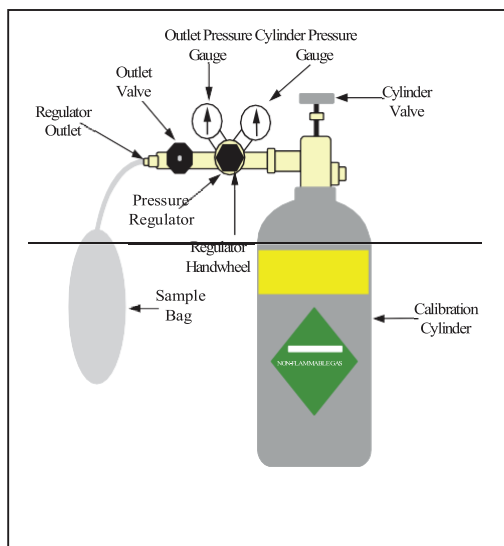 Outlet Pressure Cylinder Pressure
Gauge Gauge
Outlet
Valve
Cylinder
Valve
Regulator
Outlet
Pressure
Regulator
Regulator
Handwheel
Sample
Bag
Calibration
Cylinder
NON-FLAMMABLE GAS